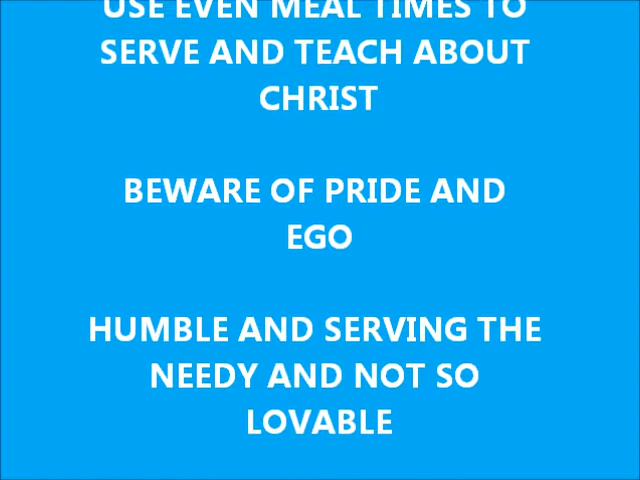 USE EVEN MEAL TIMES TO
SERVE AND TEACH ABOUT
CHRIST
BEWARE OF PRIDE AND
EGO
HUMBLE AND SERVING THE
NEEDY AND NOT SO
LOVABLE